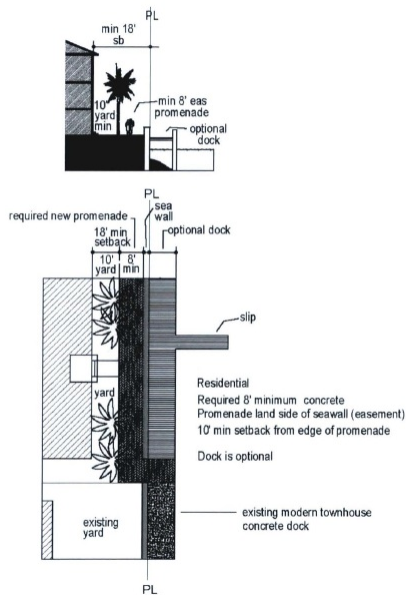 PL
min 18'
sb
10'
yard
min
min 8' eas
promenade
optional
dock
PL
sea
wall
required new promenade
18' min
setback
optional dock
10'
yard
8'
min
slip
yard
Residential
Required 8' minimum concrete
Promenade land side of seawall (easement)
10' min setback from edge of promenade
Dock is optional
existing
yard
existing modern townhouse
concrete dock
PL